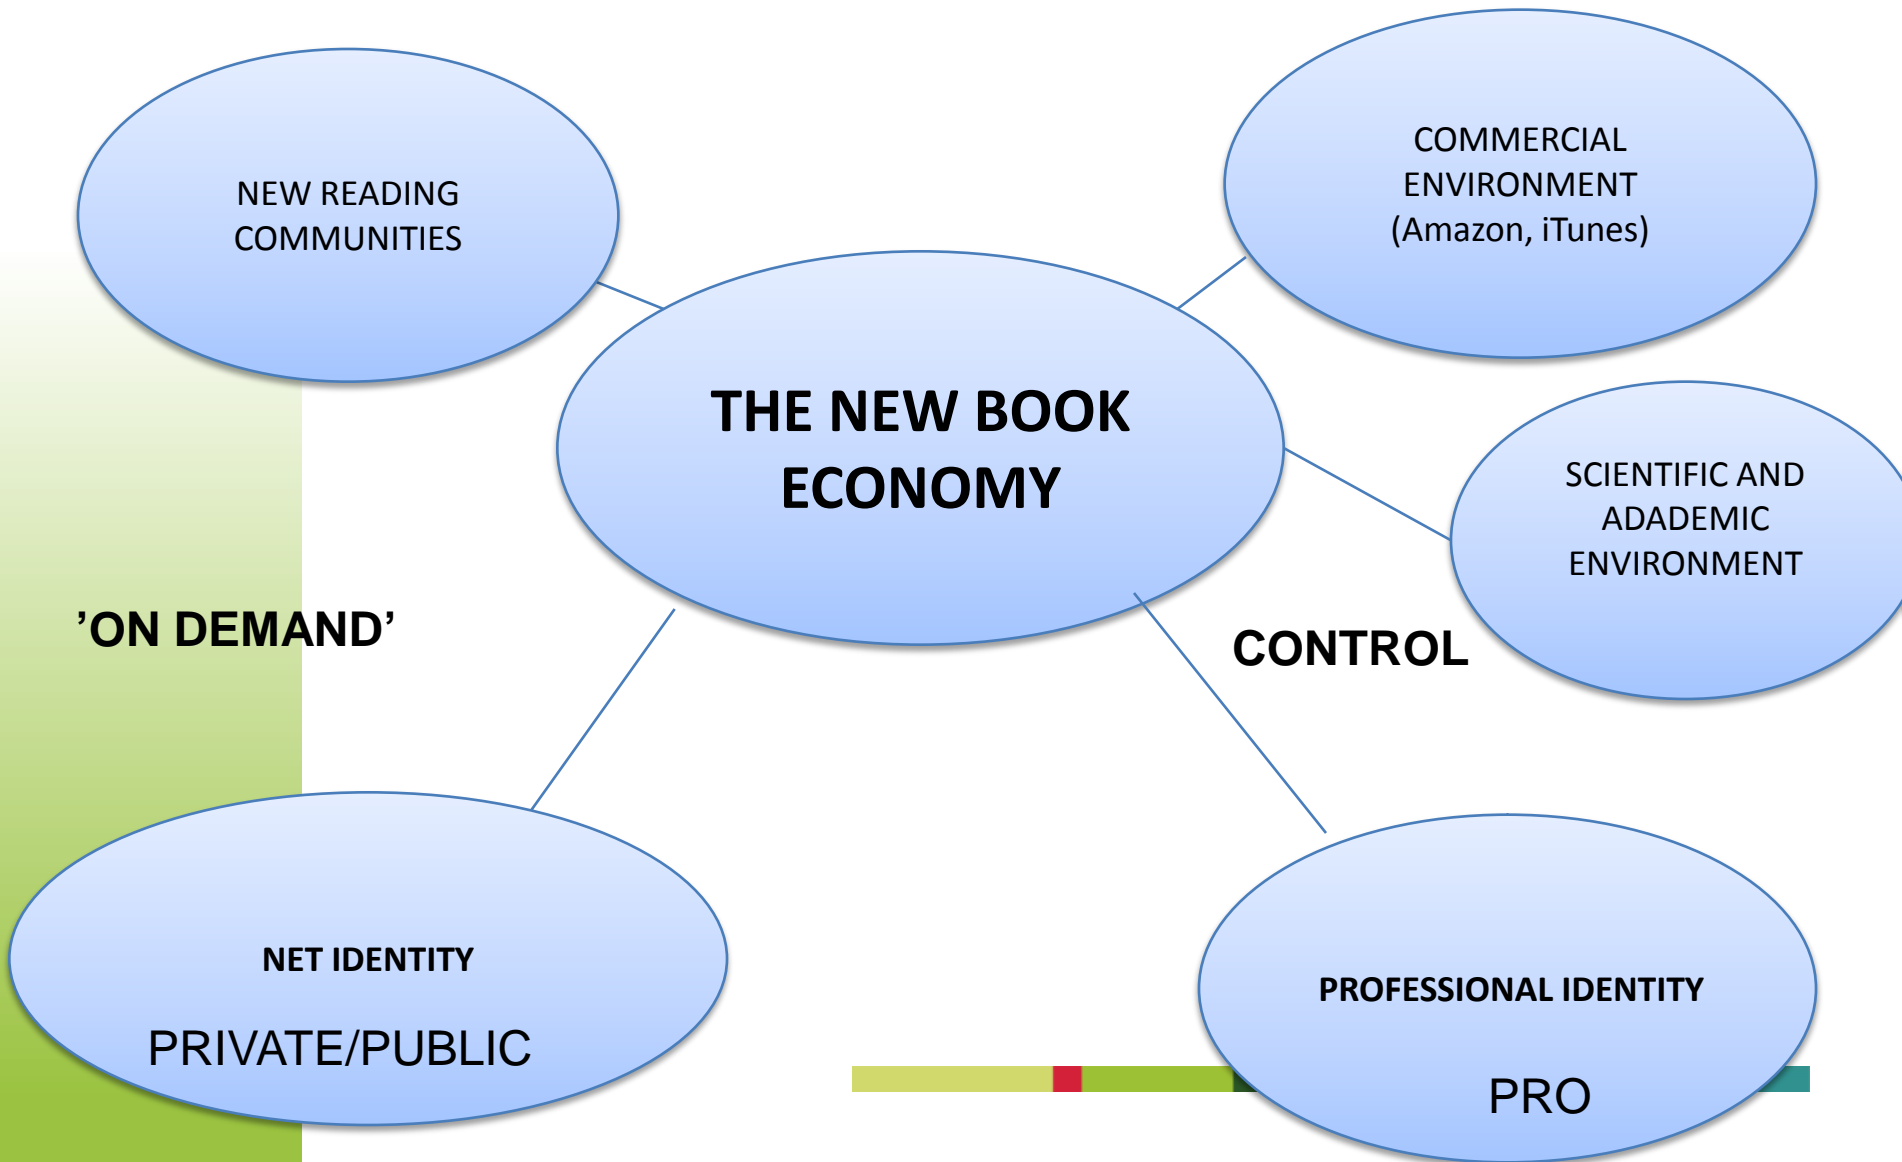 NEW READING
COMMUNITIES
COMMERCIAL
ENVIRONMENT
(Amazon, iTunes)
THE NEW BOOK
ECONOMY
SCIENTIFIC AND
ADADEMIC
ENVIRONMENT
’ON DEMAND’
CONTROL
NET IDENTITY
PRIVATE/PUBLIC
PROFESSIONAL IDENTITY
PRO